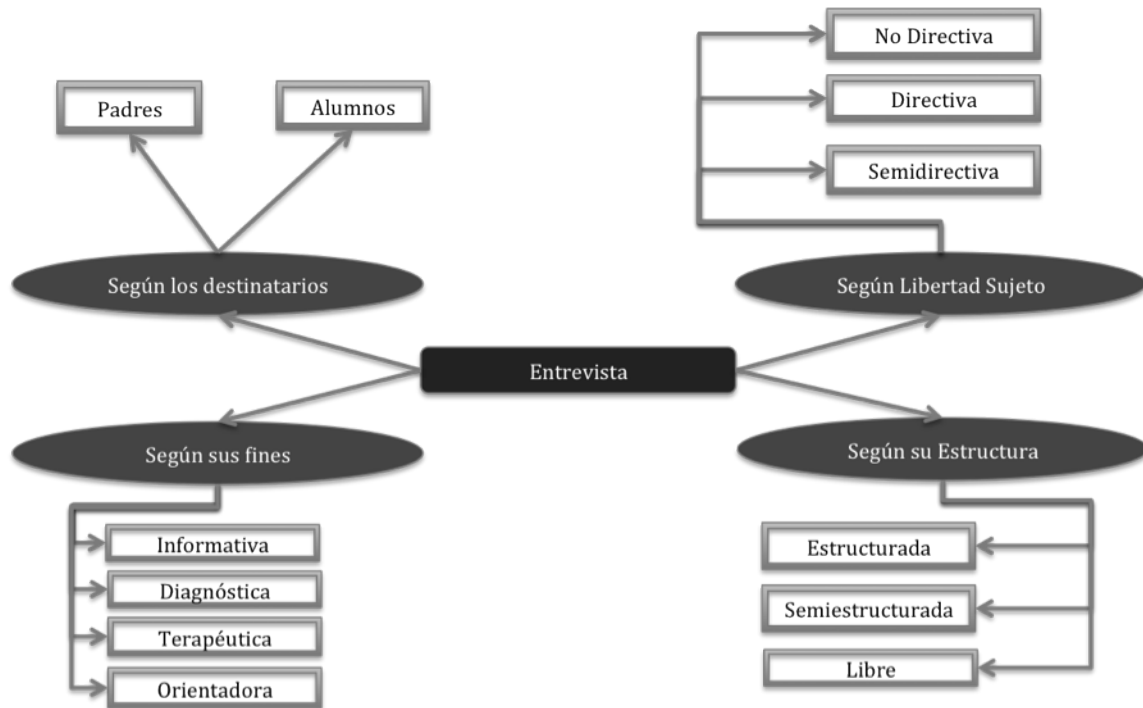 No Directiva
Padres
Alumnos
Directiva
Semidirectiva
Según los destinatarios
Según Libertad Sujeto
Entrevista
Según sus fines
Según su Estructura
Informativa
Estructurada
Diagnóstica
Semiestructurada
Terapéutica
Libre
Orientadora